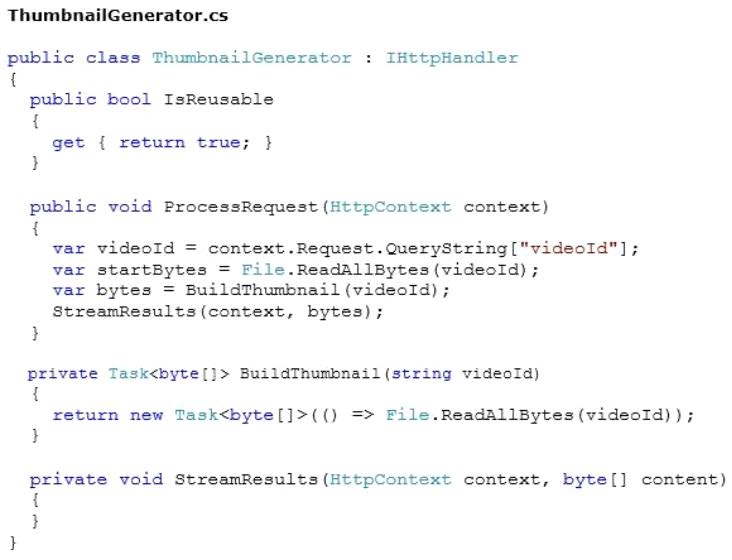 ThumbnailGenerator.cs
public class ThumbnailGenerator : IHttpHandler
{
  public bool IsReusable
  {
    get { return true; }
  }
  public void ProcessRequest(HttpContext context)
  {
    var videoId = context.Request.QueryString["videoId"];
    var startBytes = File.ReadAllBytes(videoId);
    var bytes = BuildThumbnail(videoId);
    StreamResults(context, bytes);
  }
  private Task<byte[]> BuildThumbnail(string videoId)
  {
    return new Task<byte[]>(() => File.ReadAllBytes(videoId));
  }
  private void StreamResults(HttpContext context, byte[] content)
  {
  }
}